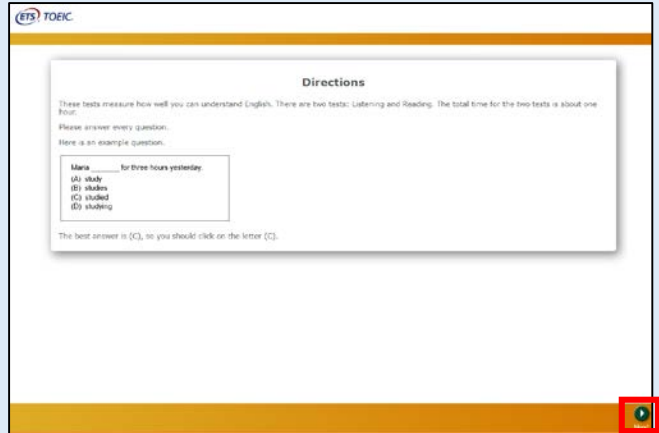 ETS TOEIC.
Directions
These tests measure how well you can understand English. There are two tests: Listening and Reading. The total time for the two tests is about one
hour.
Please answer every question.
Here is an example question.
Maria ______ for three hours yesterday.
(A) study
(B) studies
(C) studied
(D) studying
The best answer is (C), so you should click on the letter (C).